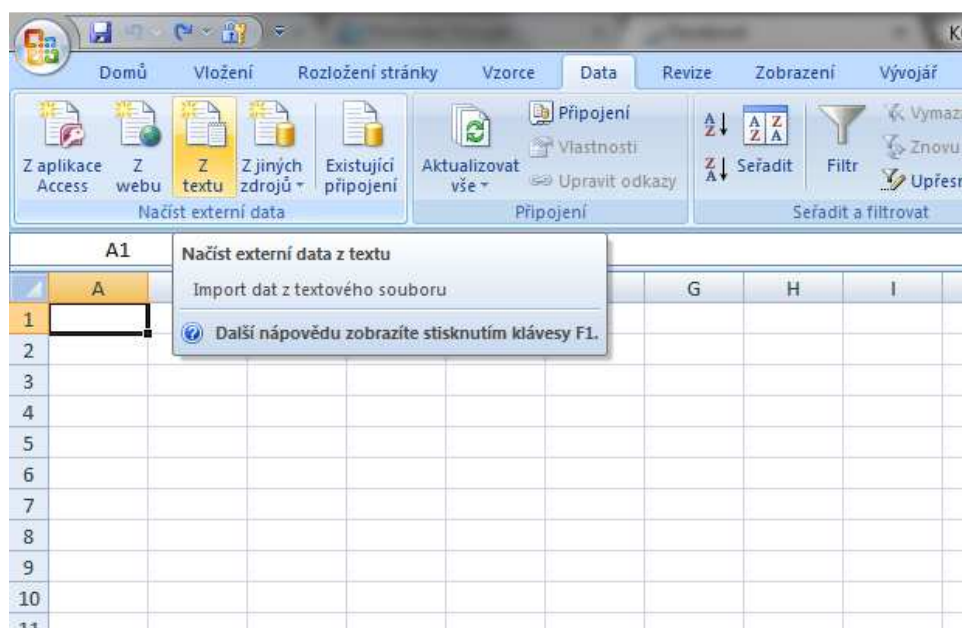 Domů Vložení Rozložení stránky Vzorce Data Revize Zobrazení Vývojář
Z aplikace Access
Z webu
Z textu
Z jiných zdrojů
Existující připojení
Načíst externí data
Aktualizovat vše
Připojení
Vlastnosti
Upravit odkazy
Připojení
Seřadit
Filtr
Vymaz
Znovu
Upřesn
Seřadit a filtrovat
A1
Načíst externí data z textu
Import dat z textového souboru
Další nápovědu zobrazíte stisknutím klávesy F1.
A G H I
1
2
3
4
5
6
7
8
9
10
11